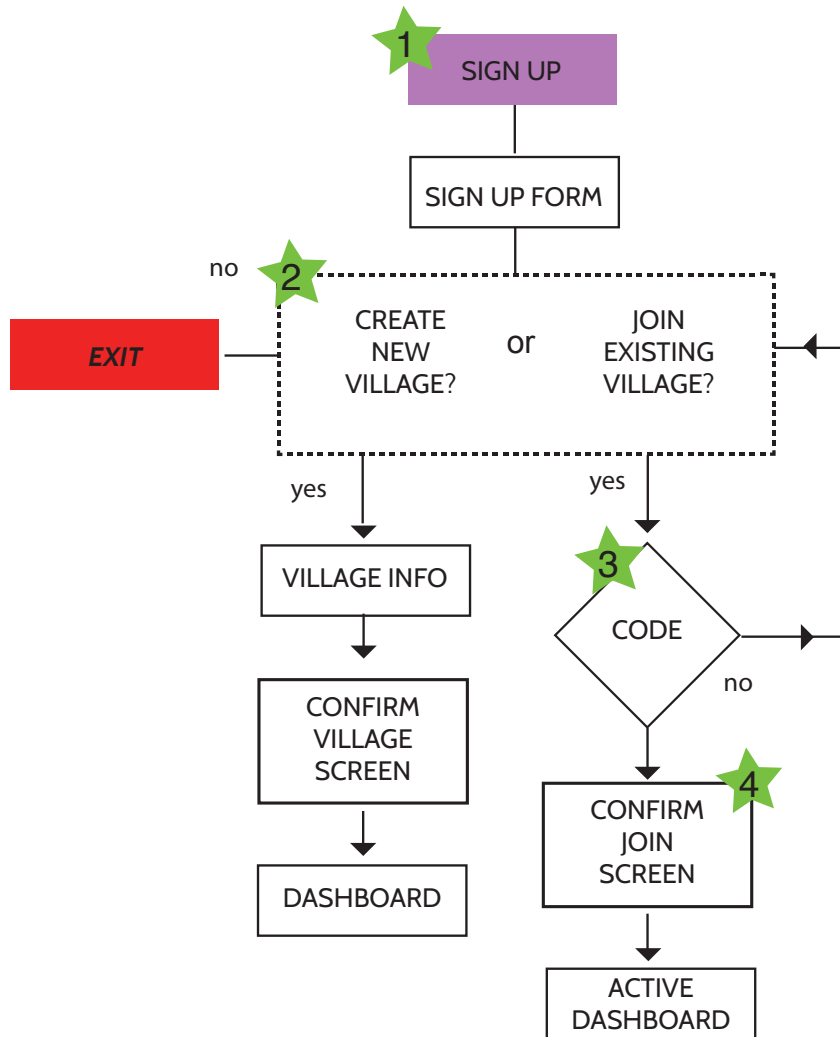 1
SIGN UP
SIGN UP FORM
no
2
CREATE
NEW
VILLAGE?
or
JOIN
EXISTING
VILLAGE?
EXIT
yes
yes
VILLAGE INFO
3
CODE
no
CONFIRM
VILLAGE
SCREEN
4
CONFIRM
JOIN
SCREEN
DASHBOARD
ACTIVE
DASHBOARD